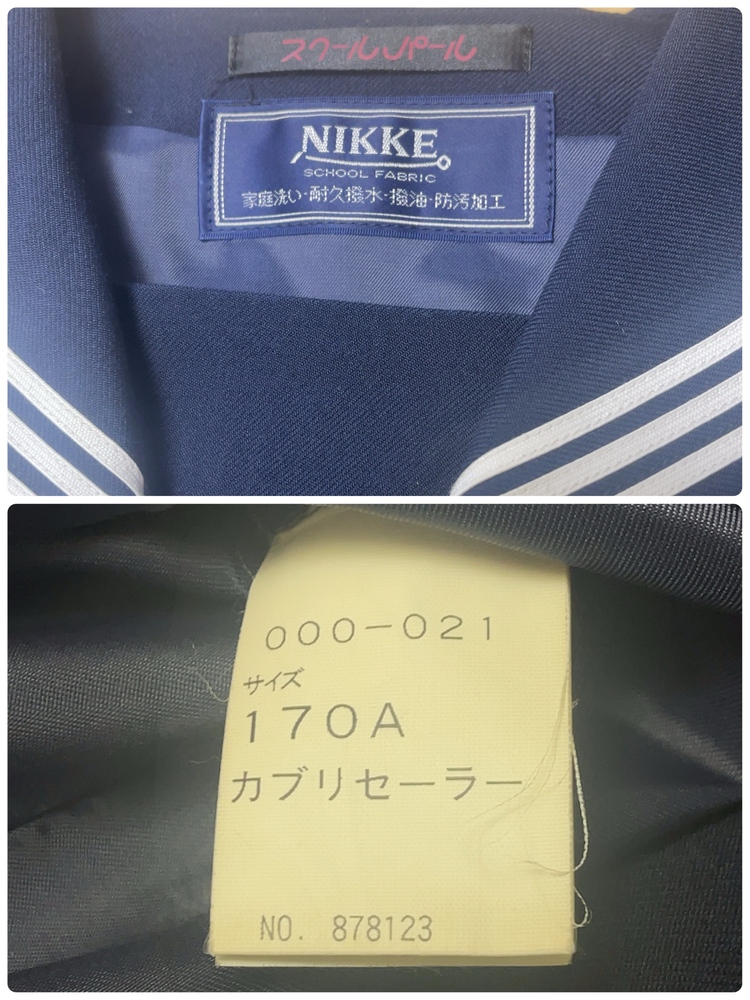 スクールパール
NIKKE
SCHOOL FABRIC
家庭洗い·耐久撥水·撥油·防汚加工
000-021
サイズ
170A
カブリセーラー
NO. 878123